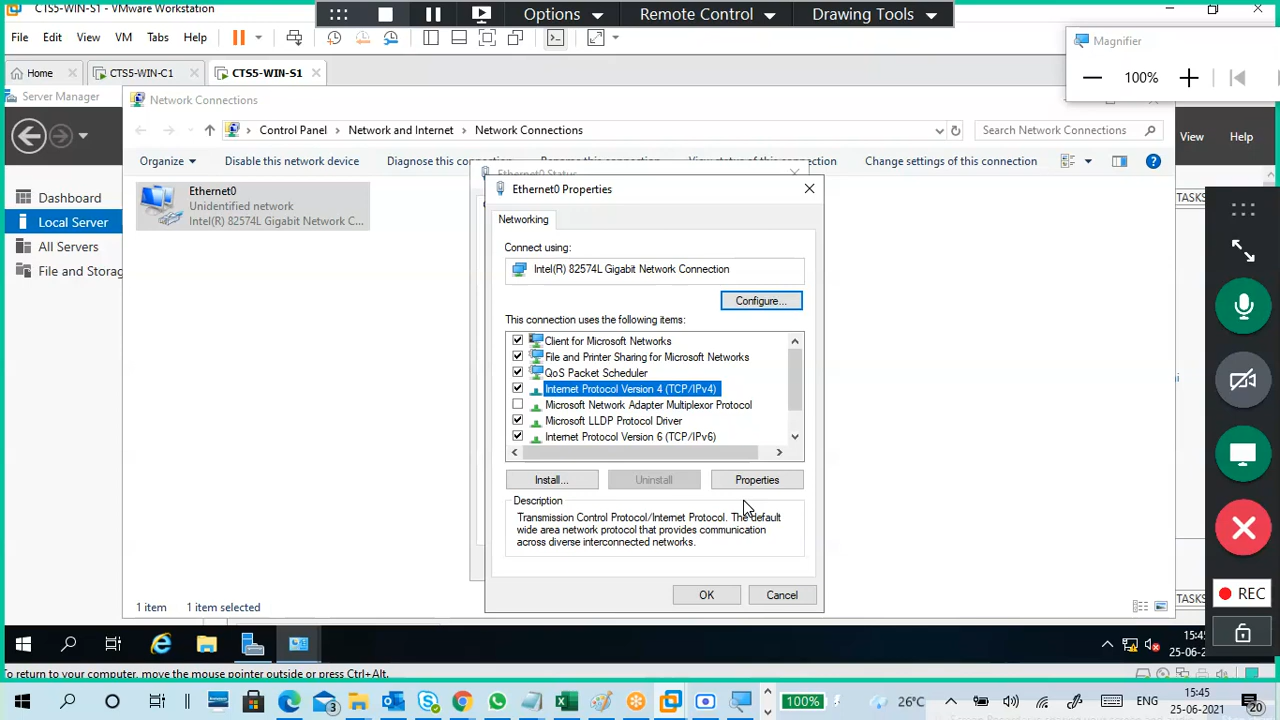 CTS5-WIN-S1 - VMware Workstation
Options
Remote Control
Drawing Tools
File Edit View VM Tabs Help
Magnifier
100%
Home
CTS5-WIN-C1
CTS5-WIN-S1
Server Manager
Network Connections
Control Panel Network and Internet Network Connections
Search Network Connections
View Help
Organize
Disable this network device
Diagnose this connection
Rename this connection
View status of this connection
Change settings of this connection
Dashboard
Local Server
All Servers
File and Storag
Ethernet0
Unidentified network
Intel(R) 82574L Gigabit Network C...
Ethernet0 Status
Ethernet0 Properties
TASKS
Networking
Connect using:
Intel(R) 82574L Gigabit Network Connection
Configure...
This connection uses the following items:
Client for Microsoft Networks
File and Printer Sharing for Microsoft Networks
QoS Packet Scheduler
Internet Protocol Version 4 (TCP/IPv4)
Microsoft Network Adapter Multiplexor Protocol
Microsoft LLDP Protocol Driver
Internet Protocol Version 6 (TCP/IPv6)
Install...
Uninstall
Properties
Description
Transmission Control Protocol/Internet Protocol. The default
wide area network protocol that provides communication
across diverse interconnected networks.
OK
Cancel
REC
TASKS
1 item
1 item selected
15:45
25-06-2
To return to your computer, move the mouse pointer outside or press Ctrl+Alt.
3
100%
26°C
ENG
15:45
25-06-2021
20